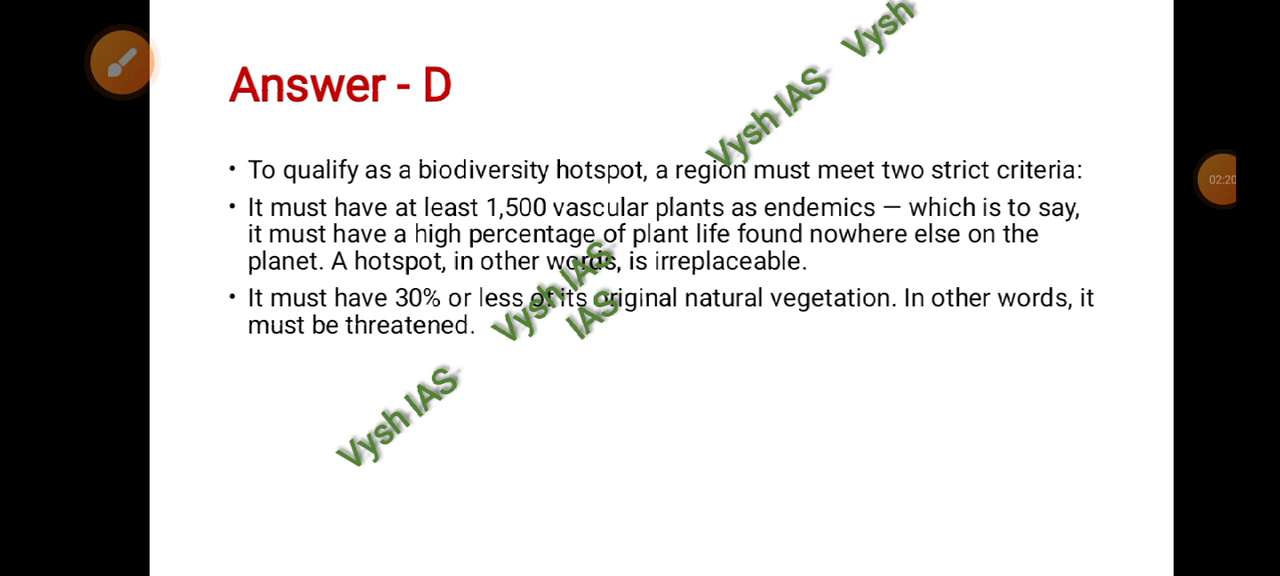 Vysh
Vysh IAS
Answer - D
• To qualify as a biodiversity hotspot, a region must meet two strict criteria:
• It must have at least 1,500 vascular plants as endemics — which is to say,
it must have a high percentage of plant life found nowhere else on the
planet. A hotspot, in other words, is irreplaceable.
• It must have 30% or less of its original natural vegetation. In other words, it
must be threatened.
Vysh IAS
IAS
Vysh IAS
02:20